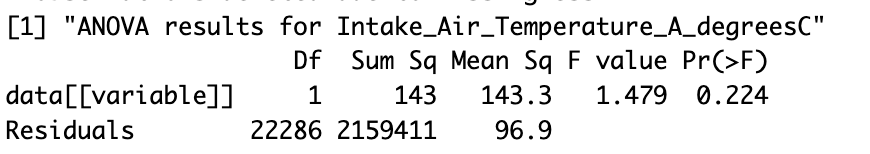 [1] "ANOVA results for Intake_Air_Temperature_A_degreesC"
Df Sum Sq Mean Sq F value Pr(>F)
data[[variable]] 1 143 143.3 1.479 0.224
Residuals 22286 2159411 96.9